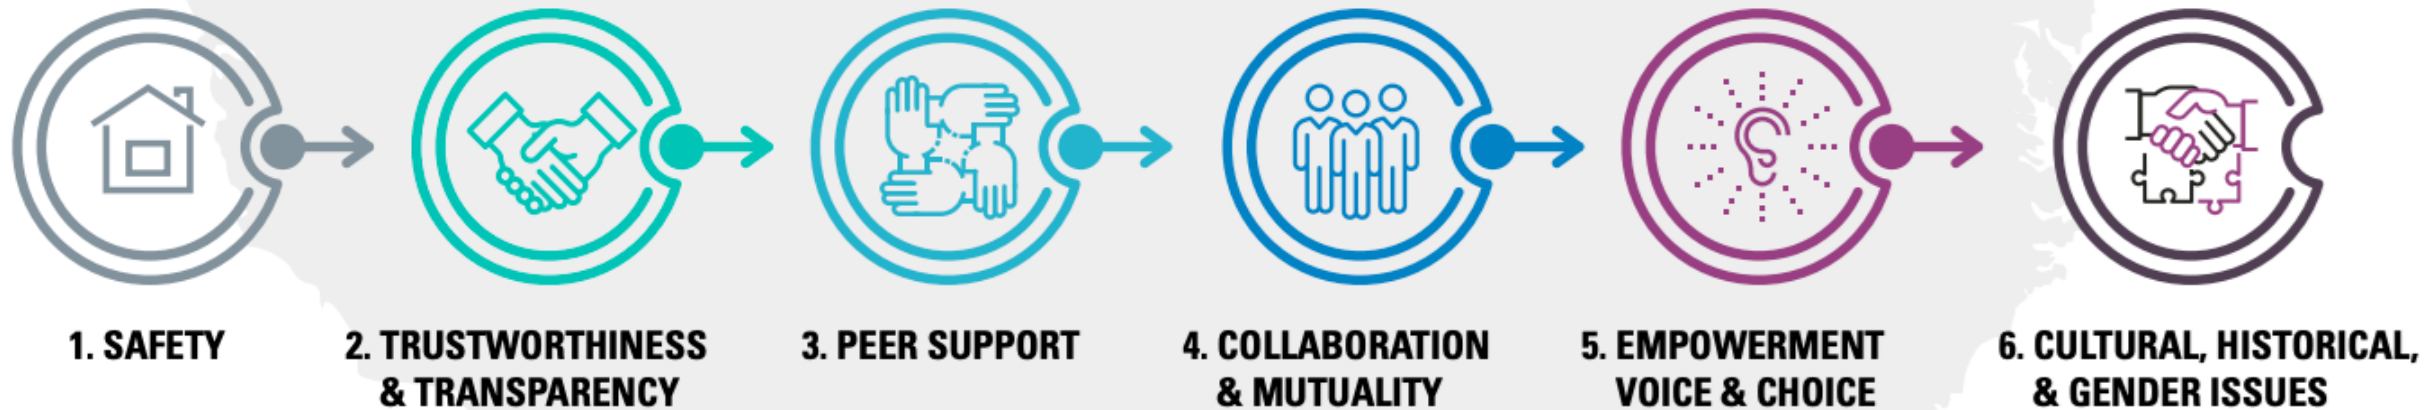 1. SAFETY
2. TRUSTWORTHINESS
& TRANSPARENCY
3. PEER SUPPORT
4. COLLABORATION
& MUTUALITY
5. EMPOWERMENT
VOICE & CHOICE
6. CULTURAL, HISTORICAL,
& GENDER ISSUES